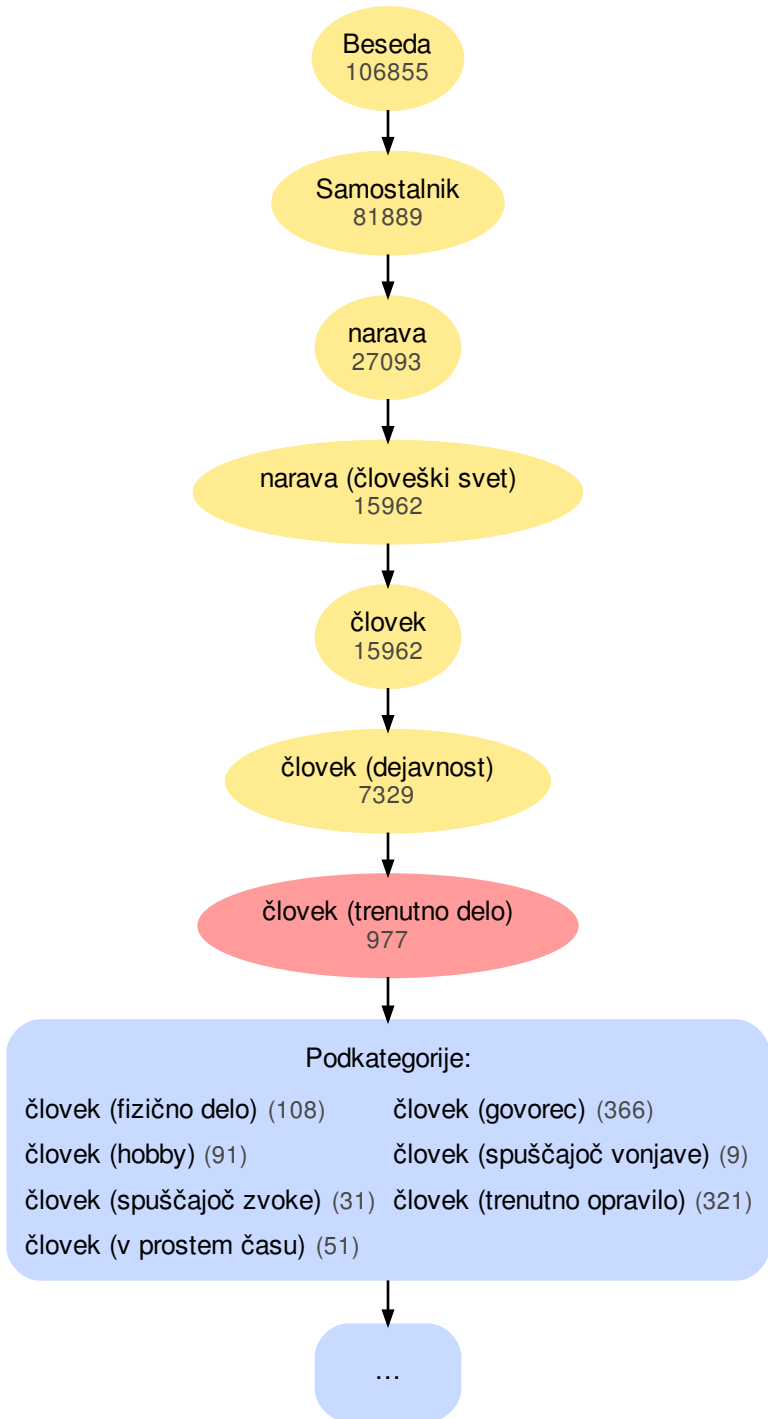 Beseda
106855
Samostalnik
81889
narava
27093
narava (človeški svet)
15962
človek
15962
človek (dejavnost)
7329
človek (trenutno delo)
977
Podkategorije:
človek (fizično delo) (108) človek (govorec) (366)
človek (hobby) (91) človek (spuščajoč vonjave) (9)
človek (spuščajoč zvoke) (31) človek (trenutno opravilo) (321)
človek (v prostem času) (51)
...